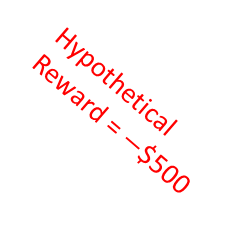 Hypothetical
Reward = –$500